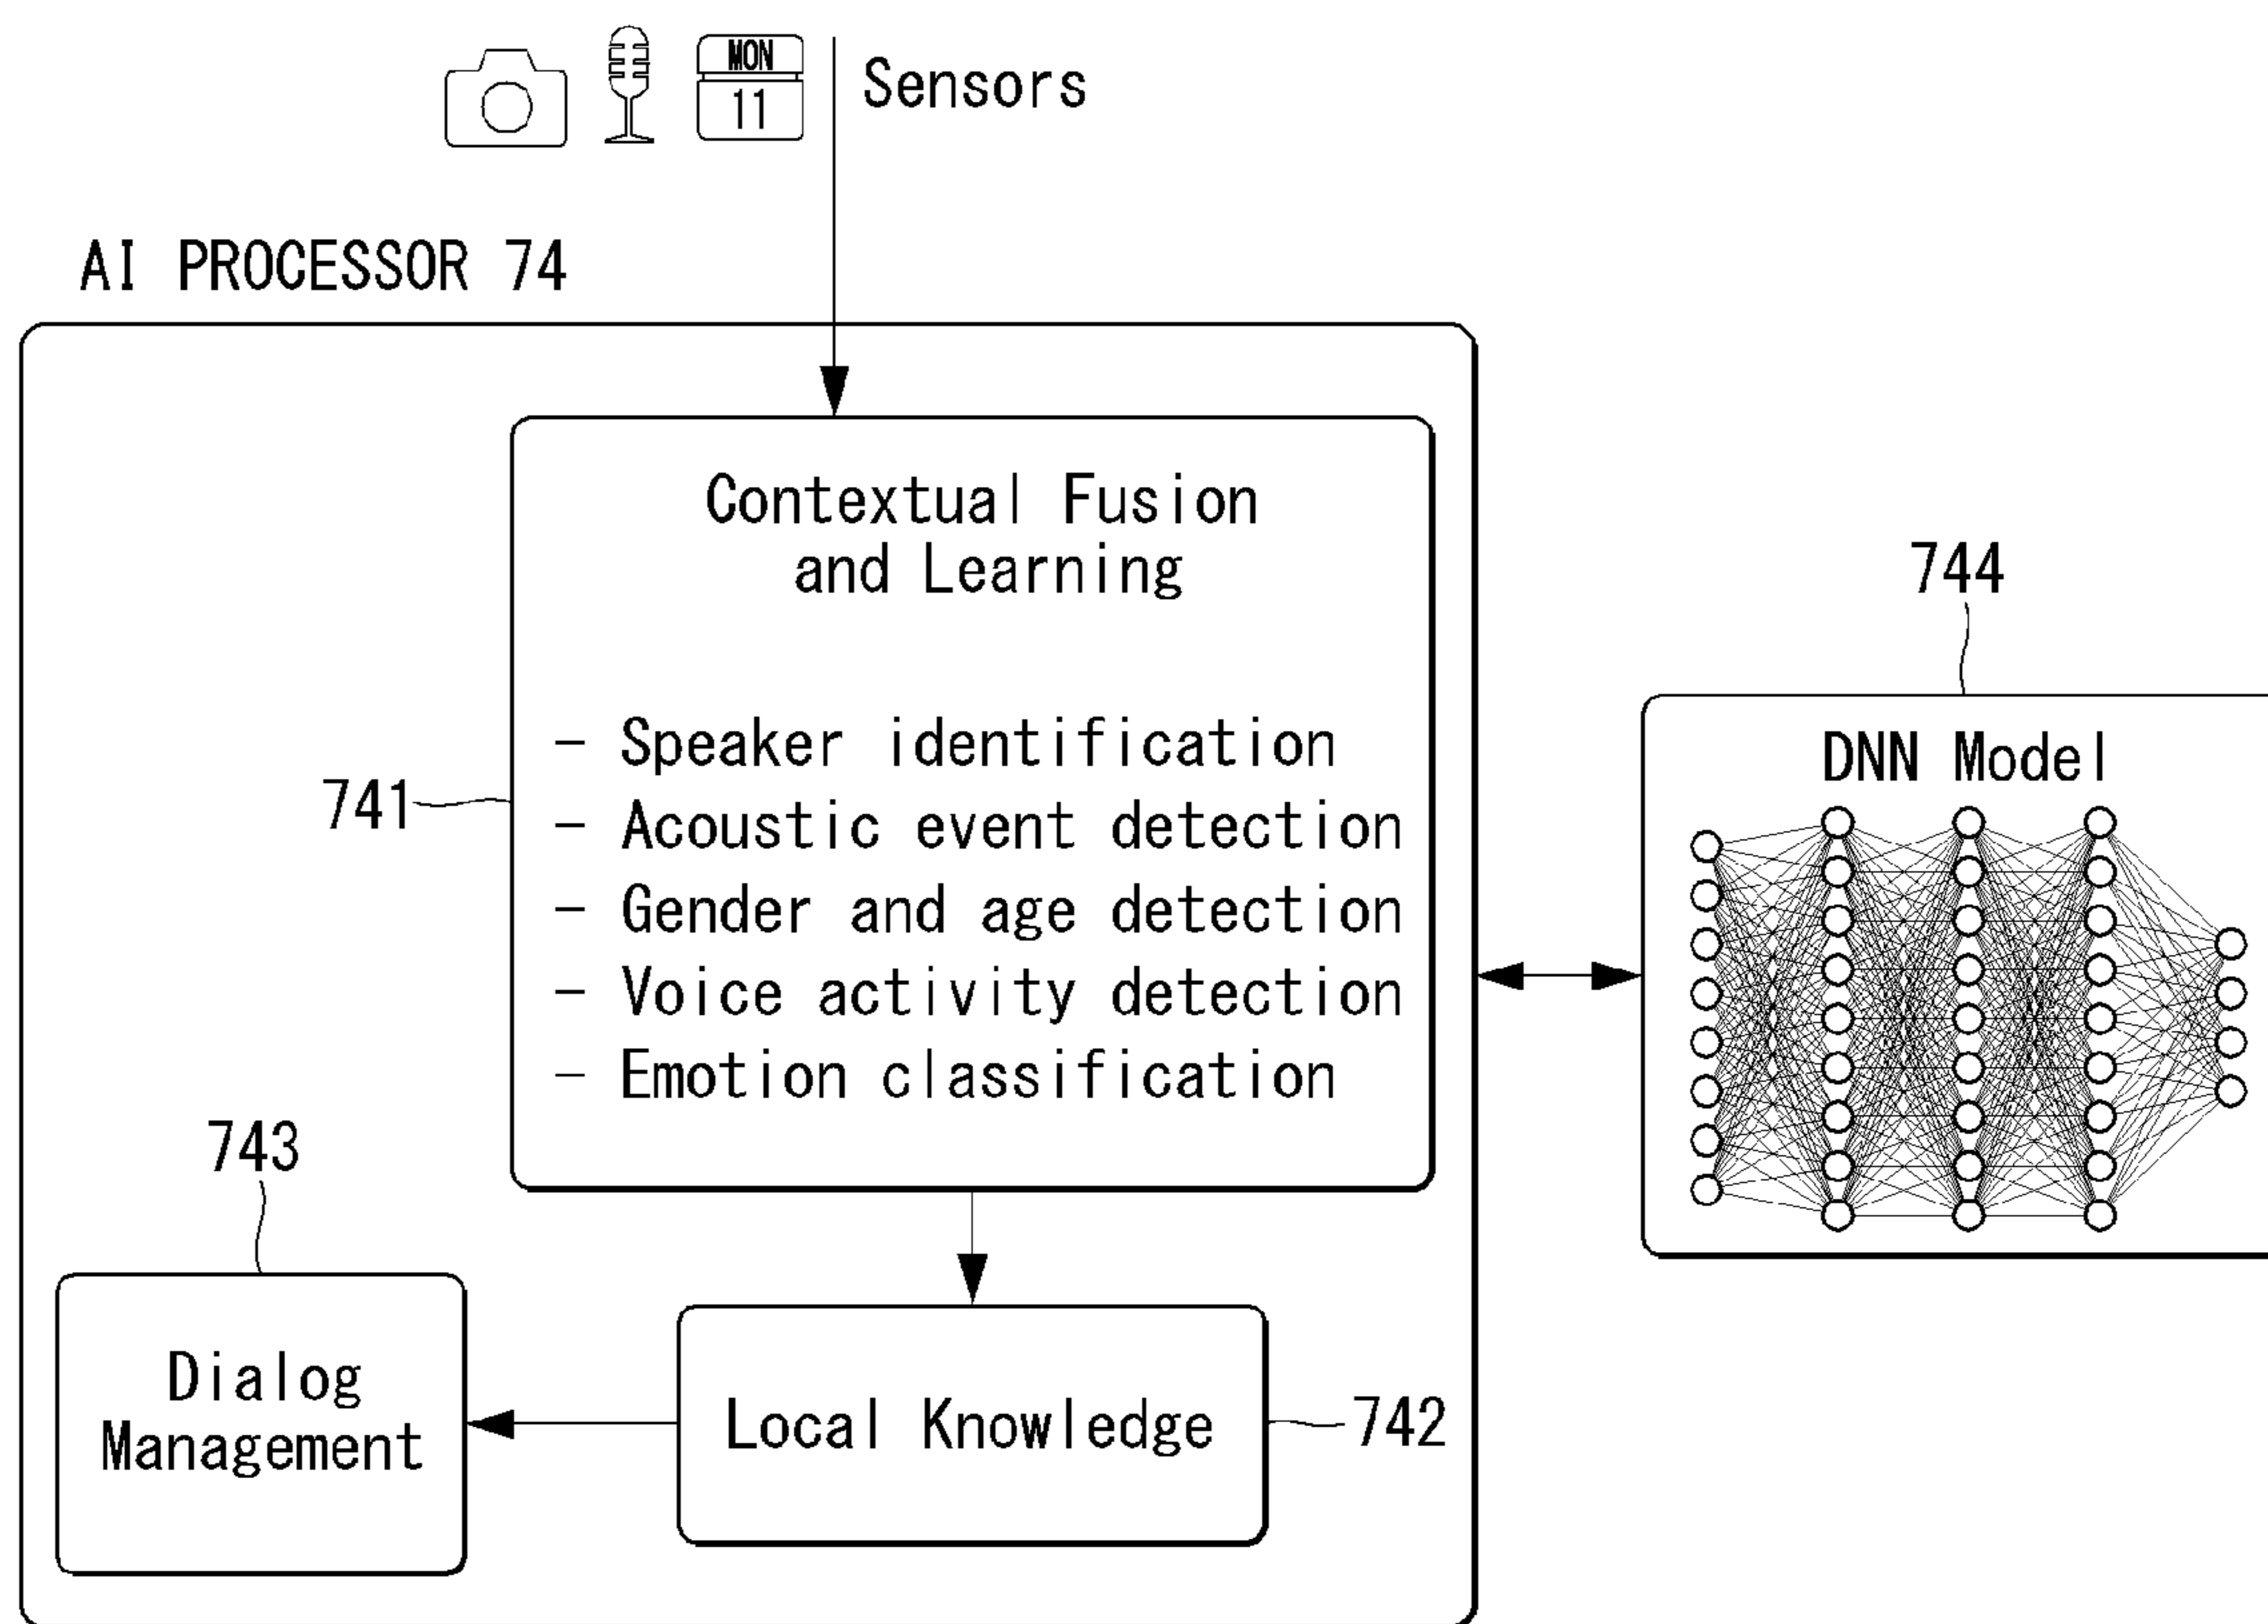 MON
11
Sensors
AI PROCESSOR 74
Contextual Fusion
and Learning
- Speaker identification
- Acoustic event detection
- Gender and age detection
- Voice activity detection
- Emotion classification
741
744
DNN Model
743
Dialog
Management
Local Knowledge
742